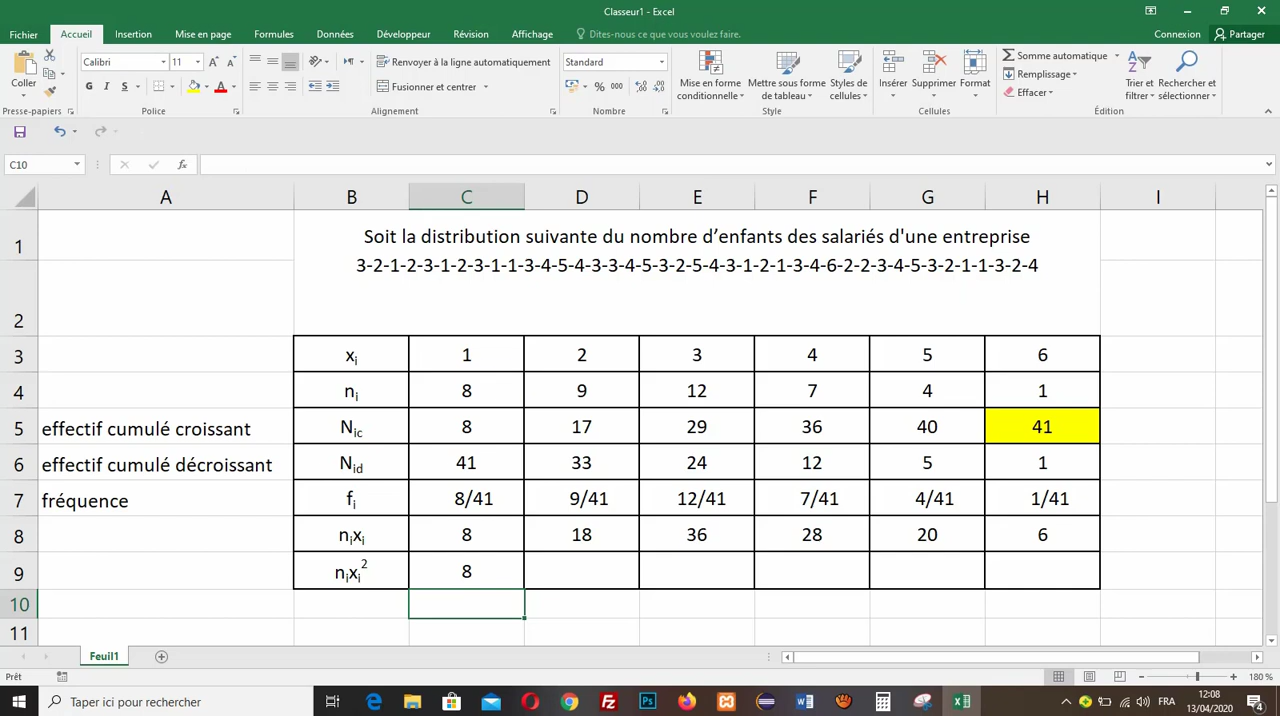 Classeur1 - Excel
Fichier Accueil Insertion Mise en page Formules Données Développeur Révision Affichage Dites-nous ce que vous voulez faire. Connexion Partager
Calibri 11 Renvoyer à la ligne automatiquement Standard Somme automatique
Coller G I S Fusionner et centrer % 000 Mise en forme conditionnelle Mettre sous forme de tableau Styles de cellules Insérer Supprimer Format Remplissage Effacer Trier et filtrer Rechercher et sélectionner
Presse-papiers Police Alignement Nombre Style Cellules Édition
C10 fx
A B C D E F G H I
1 Soit la distribution suivante du nombre d’enfants des salariés d'une entreprise
3-2-1-2-3-1-2-3-1-1-3-4-5-4-3-3-4-5-3-2-5-4-3-1-2-1-3-4-6-2-2-3-4-5-3-2-1-1-3-2-4
2
3 xi 1 2 3 4 5 6
4 ni 8 9 12 7 4 1
5 effectif cumulé croissant Nic 8 17 29 36 40 41
6 effectif cumulé décroissant Nid 41 33 24 12 5 1
7 fréquence fi 8/41 9/41 12/41 7/41 4/41 1/41
8 nixi 8 18 36 28 20 6
9 nixi2 8
10
11
Feuil1
Prêt 180 %
Taper ici pour rechercher FRA 12:08
13/04/2020